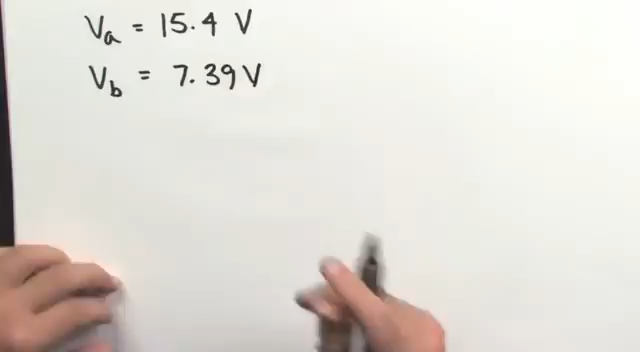 Va = 15.4 V
Vb = 7.39 V